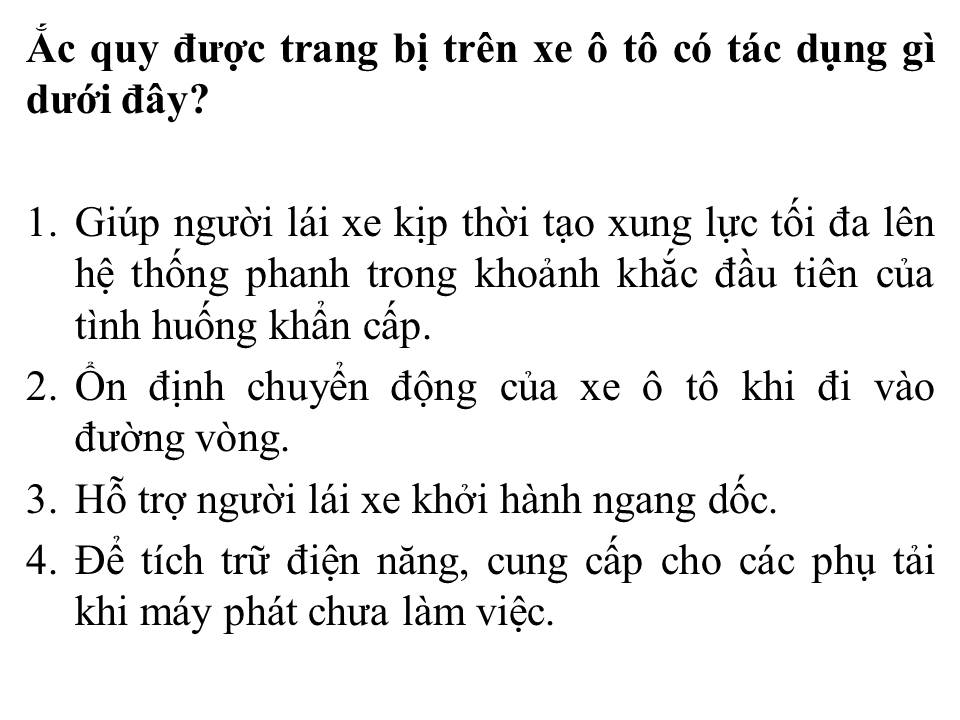 Ắc quy được trang bị trên xe ô tô có tác dụng gì
dưới đây?
1. Giúp người lái xe kịp thời tạo xung lực tối đa lên
hệ thống phanh trong khoảnh khắc đầu tiên của
tình huống khẩn cấp.
2. Ổn định chuyển động của xe ô tô khi đi vào
đường vòng.
3. Hỗ trợ người lái xe khởi hành ngang dốc.
4. Để tích trữ điện năng, cung cấp cho các phụ tải
khi máy phát chưa làm việc.